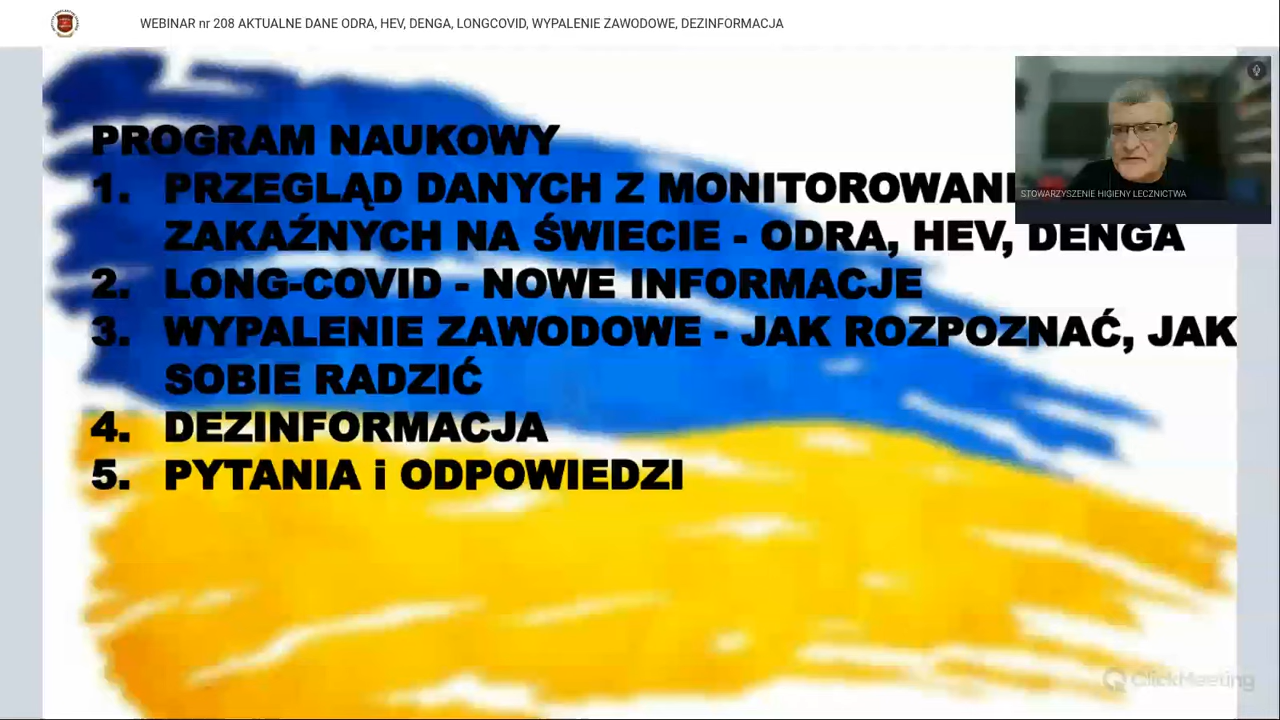 WEBINAR nr 208 AKTUALNE DANE ODRA, HEV, DENGA, LONGCOVID, WYPALENIE ZAWODOWE, DEZINFORMACJA
PROGRAM NAUKOWY
1. PRZEGLĄD DANYCH Z
ZAKAŹNYCH NA ŚWIECIE - ODRA, HEV, DENGA
2. LONG-COVID - NOWE INFORMACJE
3. WYPALENIE ZAWODOWE - JAK ROZPOZNAĆ, JAK
SOBIE RADZIĆ
4. DEZINFORMACJA
5. PYTANIA i ODPOWIEDZI
STOWARZYSZENIE HIGIENY LECZNICTWA
ClickMeeting